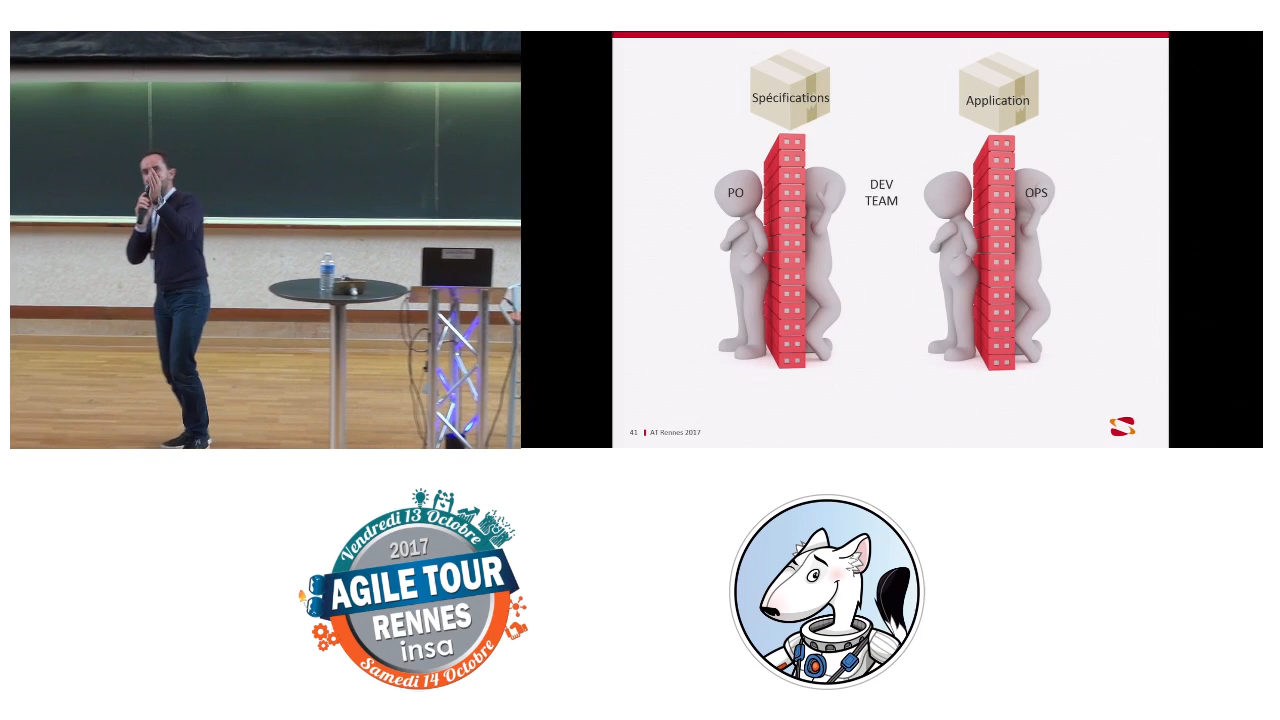 Spécifications
Application
PO
DEV
TEAM
OPS
41
AT Rennes 2017
Vendredi 13 Octobre
2017
AGILE TOUR
RENNES
insa
Samedi 14 Octobre